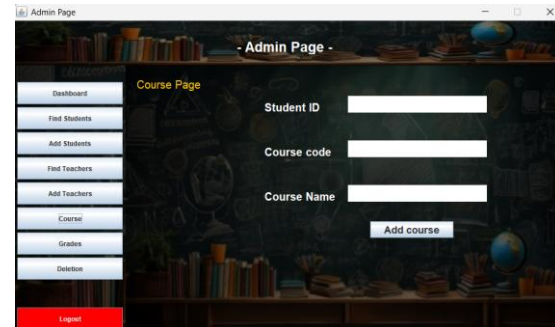 Admin Page
- Admin Page -
Course Page
Dashboard
Find Students
Add Students
Find Teachers
Add Teachers
Course
Grades
Deletion
Logout
Student ID
Course code
Course Name
Add course